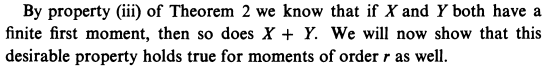 By property (iii) of Theorem 2 we know that if X and Y both have a
finite first moment, then so does X + Y. We will now show that this
desirable property holds true for moments of order r as well.